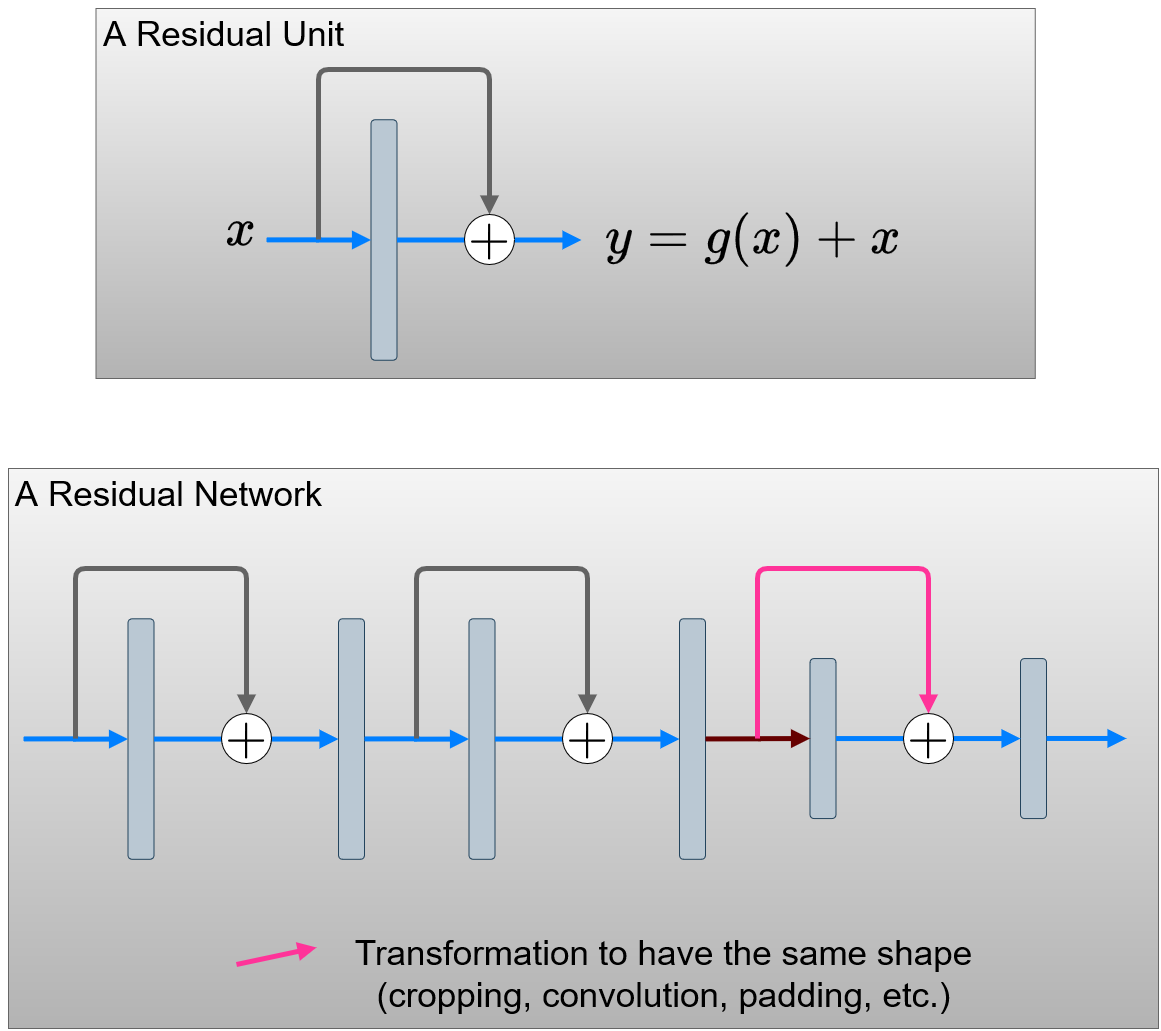 A Residual Unit
x
+
y = g(x) + x
A Residual Network
+ + +
Transformation to have the same shape
(cropping, convolution, padding, etc.)